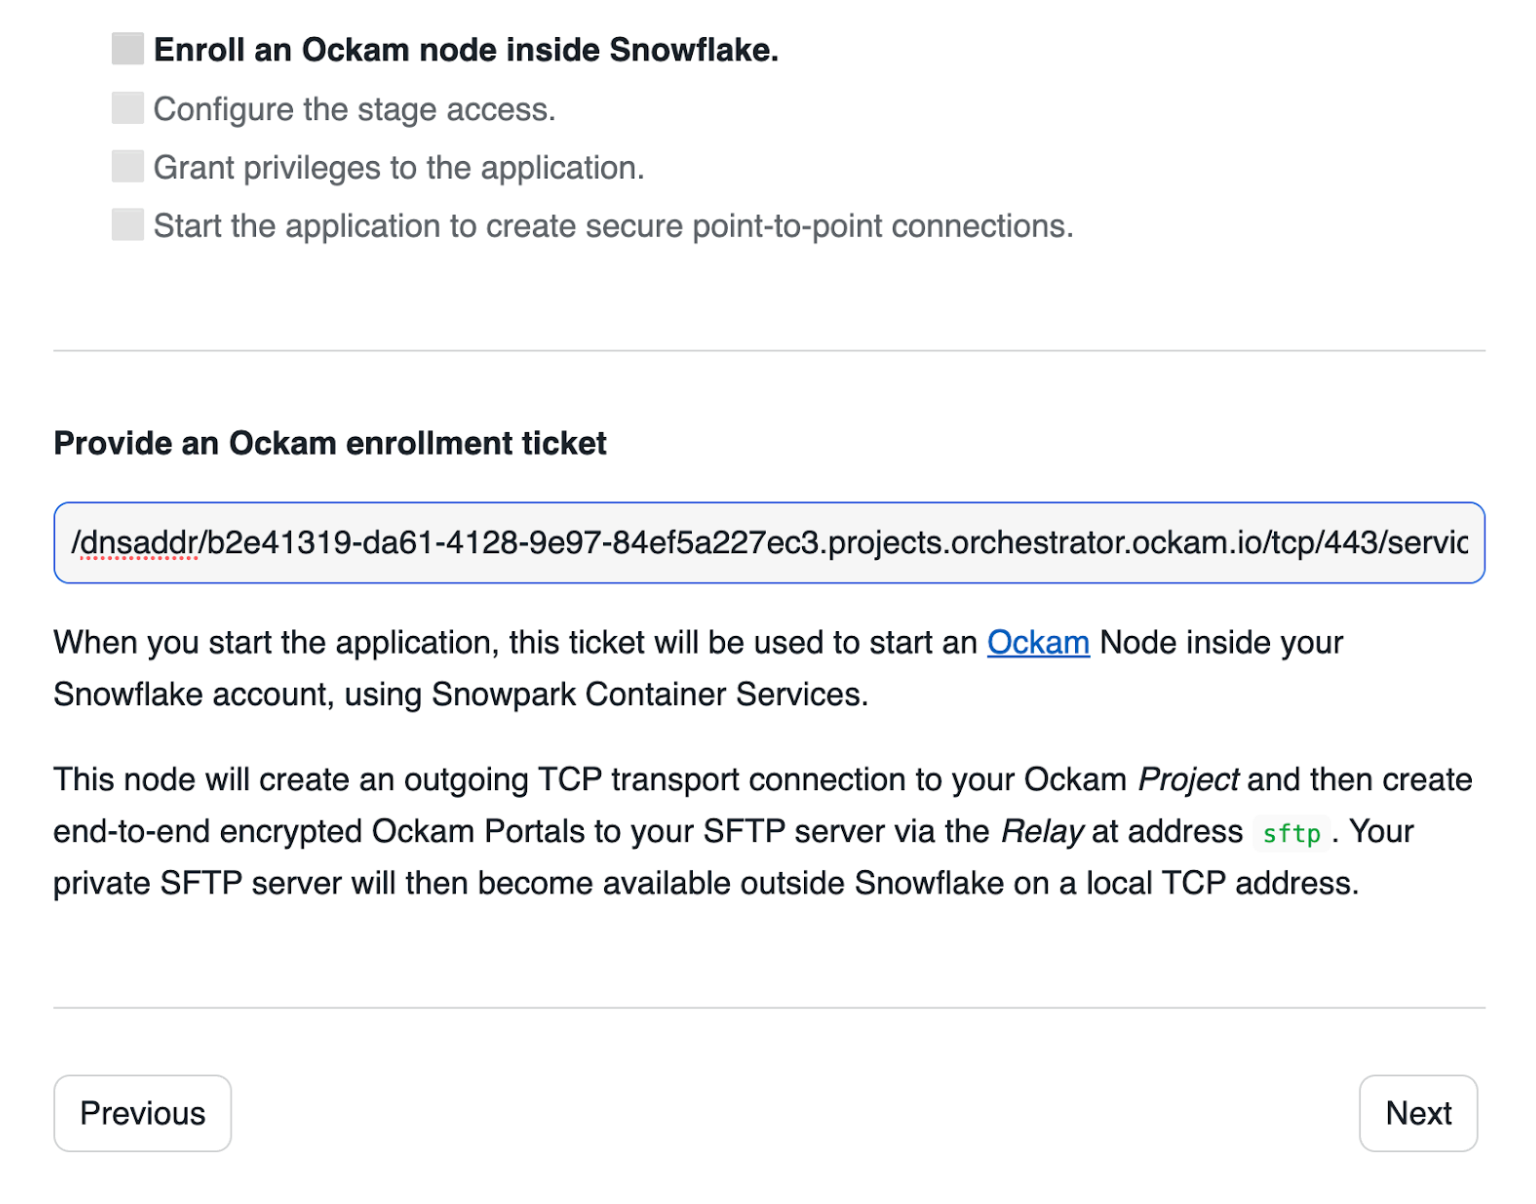 Enroll an Ockam node inside Snowflake.
Configure the stage access.
Grant privileges to the application.
Start the application to create secure point-to-point connections.
Provide an Ockam enrollment ticket
/dnsaddr/b2e41319-da61-4128-9e97-84ef5a227ec3.projects.orchestrator.ockam.io/tcp/443/servic
When you start the application, this ticket will be used to start an Ockam Node inside your
Snowflake account, using Snowpark Container Services.
This node will create an outgoing TCP transport connection to your Ockam Project and then create
end-to-end encrypted Ockam Portals to your SFTP server via the Relay at address sftp . Your
private SFTP server will then become available outside Snowflake on a local TCP address.
Previous
Next